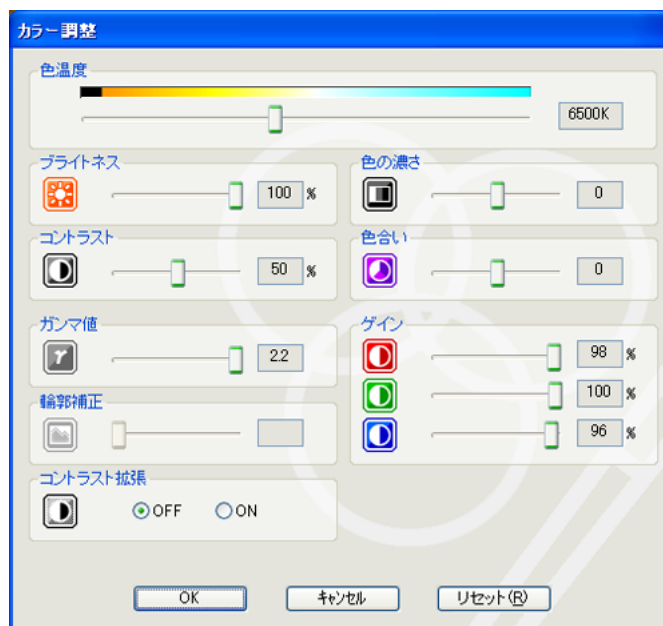 カラー調整
色温度
6500K
ブライトネス
100 %
色の濃さ
0
コントラスト
50 %
色合い
0
ガンマ値
2.2
ゲイン
98 %
100 %
96 %
輪郭補正
コントラスト拡張
OFF ON
OK キャンセル リセット(R)